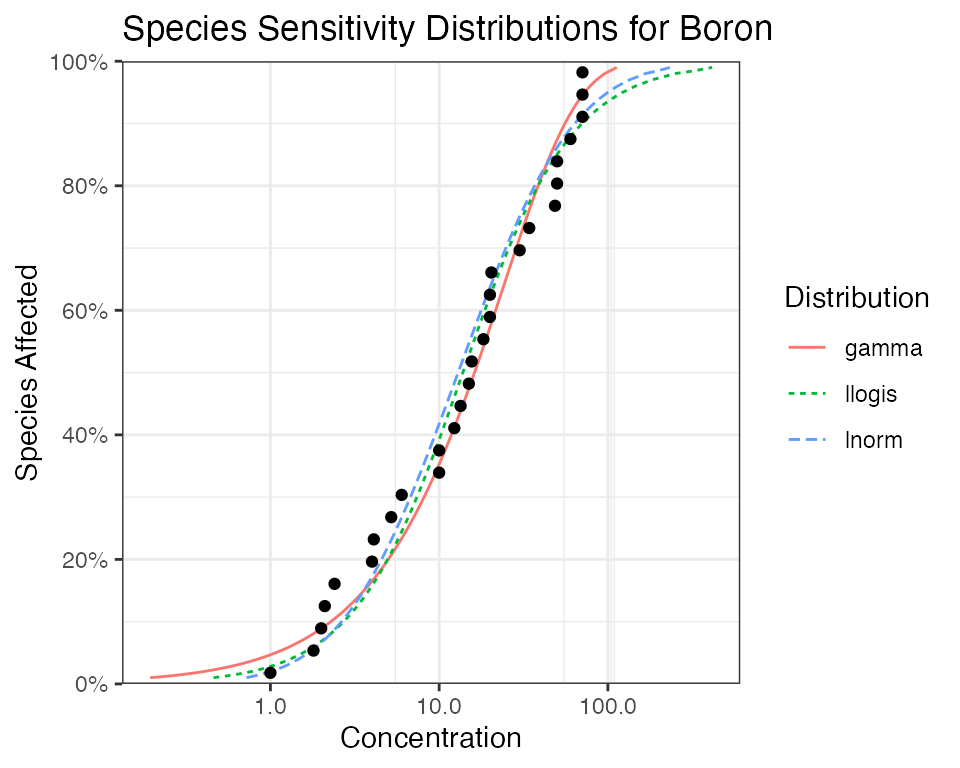 Species Sensitivity Distributions for Boron
100%
80%
60%
40%
20%
0%
Species Affected
1.0 10.0 100.0
Concentration
Distribution
gamma
llogis
lnorm